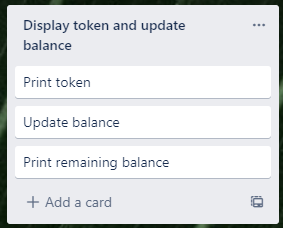 Display token and update
balance
Print token
Update balance
Print remaining balance
Add a card